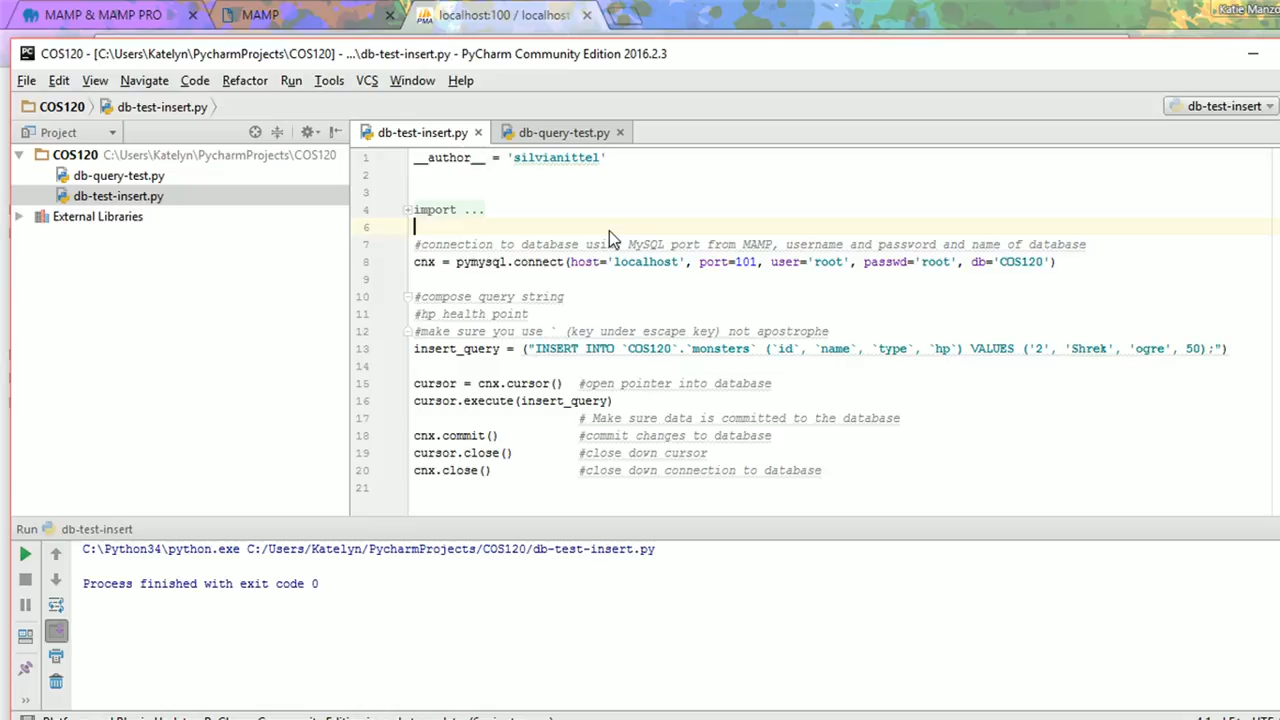 MAMP & MAMP PRO × MAMP × localhost:100 / localhost ×
COS120 - [C:\Users\Katelyn\PycharmProjects\COS120] - ...\db-test-insert.py - PyCharm Community Edition 2016.2.3
File Edit View Navigate Code Refactor Run Tools VCS Window Help
COS120 db-test-insert.py db-test-insert
Project db-test-insert.py × db-query-test.py ×
COS120 C:\Users\Katelyn\PycharmProjects\COS120
db-query-test.py
db-test-insert.py
External Libraries
1 __author__ = 'silvianittel'
2
3
4 import ...
6
7 #connection to database using MySQL port from MAMP, username and password and name of database
8 cnx = pymysql.connect(host='localhost', port=101, user='root', passwd='root', db='COS120')
9
10 #compose query string
11 #hp health point
12 #make sure you use ` (key under escape key) not apostrophe
13 insert_query = ("INSERT INTO `COS120`.`monsters` (`id`, `name`, `type`, `hp`) VALUES ('2', 'Shrek', 'ogre', 50);")
14
15 cursor = cnx.cursor() #open pointer into database
16 cursor.execute(insert_query)
17 # Make sure data is committed to the database
18 cnx.commit() #commit changes to database
19 cursor.close() #close down cursor
20 cnx.close() #close down connection to database
21
Run db-test-insert
C:\Python34\python.exe C:/Users/Katelyn/PycharmProjects/COS120/db-test-insert.py
Process finished with exit code 0